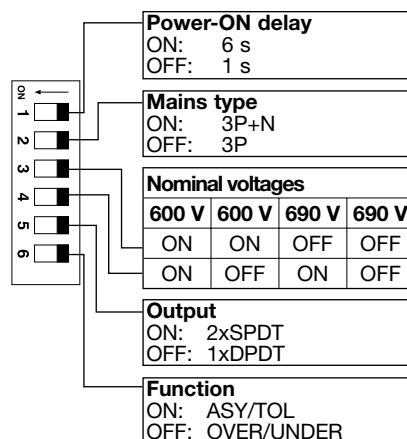 Power-ON delay
ON: 6 s
OFF: 1 s
ON
1
2
3
4
5
6
Mains type
ON: 3P+N
OFF: 3P
Nominal voltages
600 V 600 V 690 V 690 V
ON ON OFF OFF
ON OFF ON OFF
Output
ON: 2xSPDT
OFF: 1xDPDT
Function
ON: ASY/TOL
OFF: OVER/UNDER